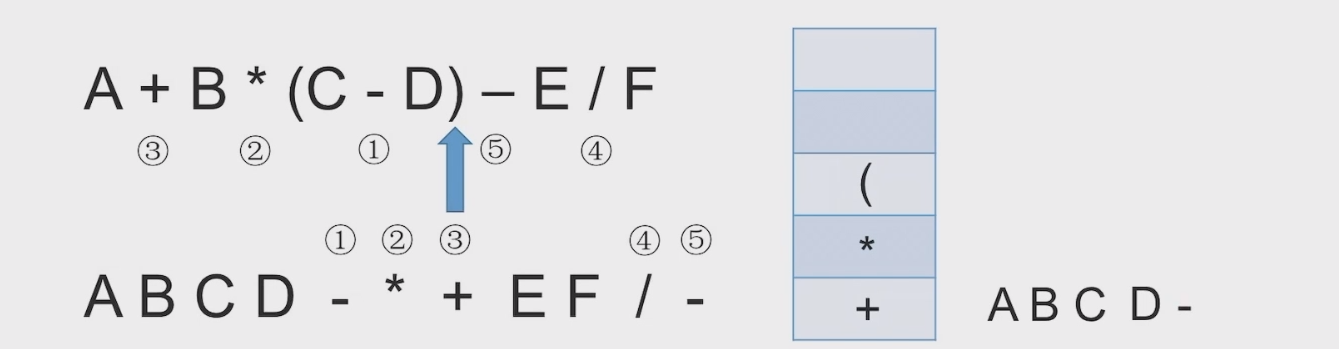 A + B * (C - D) – E / F
③ ② ① ⑤ ④
① ② ③ ④ ⑤
A B C D - * + E F / -
(
*
+
A B C D -